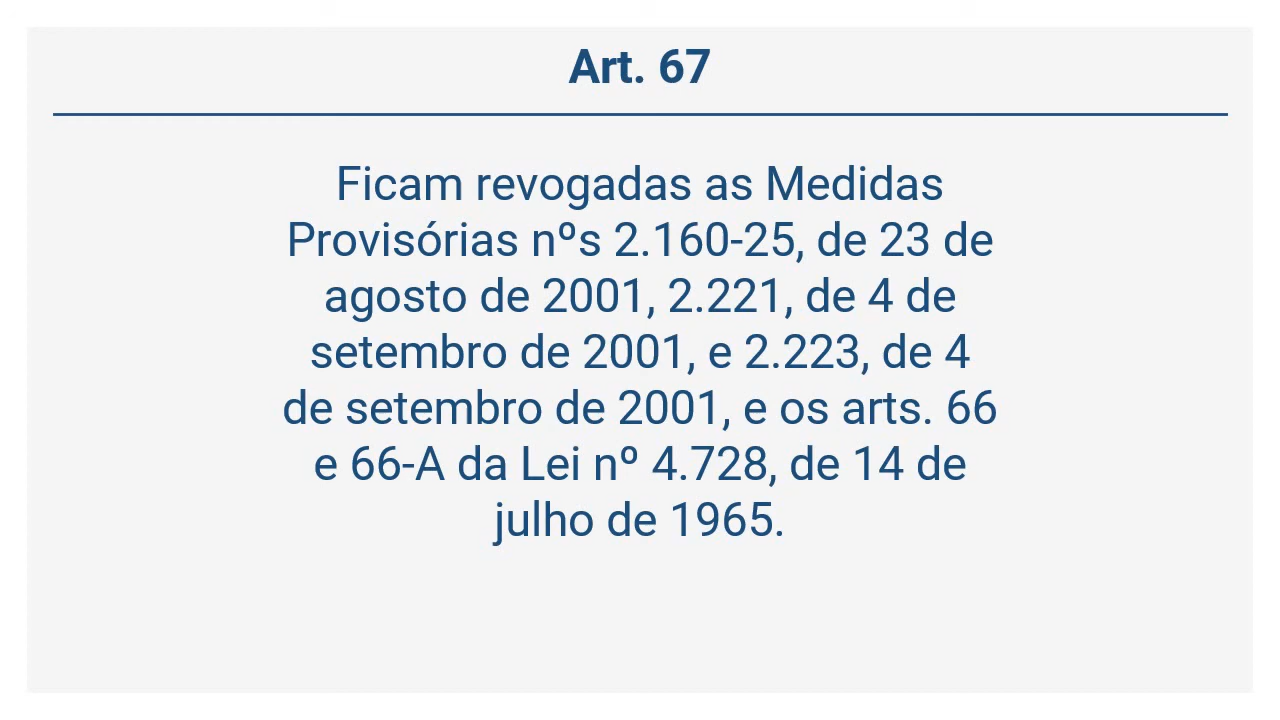 Art. 67
Ficam revogadas as Medidas
Provisórias nºs 2.160-25, de 23 de
agosto de 2001, 2.221, de 4 de
setembro de 2001, e 2.223, de 4
de setembro de 2001, e os arts. 66
e 66-A da Lei nº 4.728, de 14 de
julho de 1965.